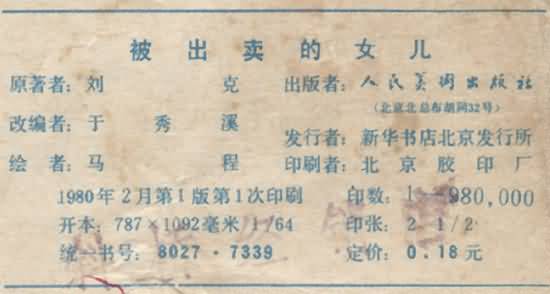 被出卖的女儿
原著者：刘 克 出版者：人民美术出版社
（北京北总布胡同32号）
改编者：于 秀 溪
发行者：新华书店北京发行所
绘 者：马 程 印刷者：北京胶印厂
1980年2月第1版第1次印刷 印数：1—980,000
开本：787×1092毫米 1/64 印张：2 1/2
统一书号：8027·7339 定价：0.18元